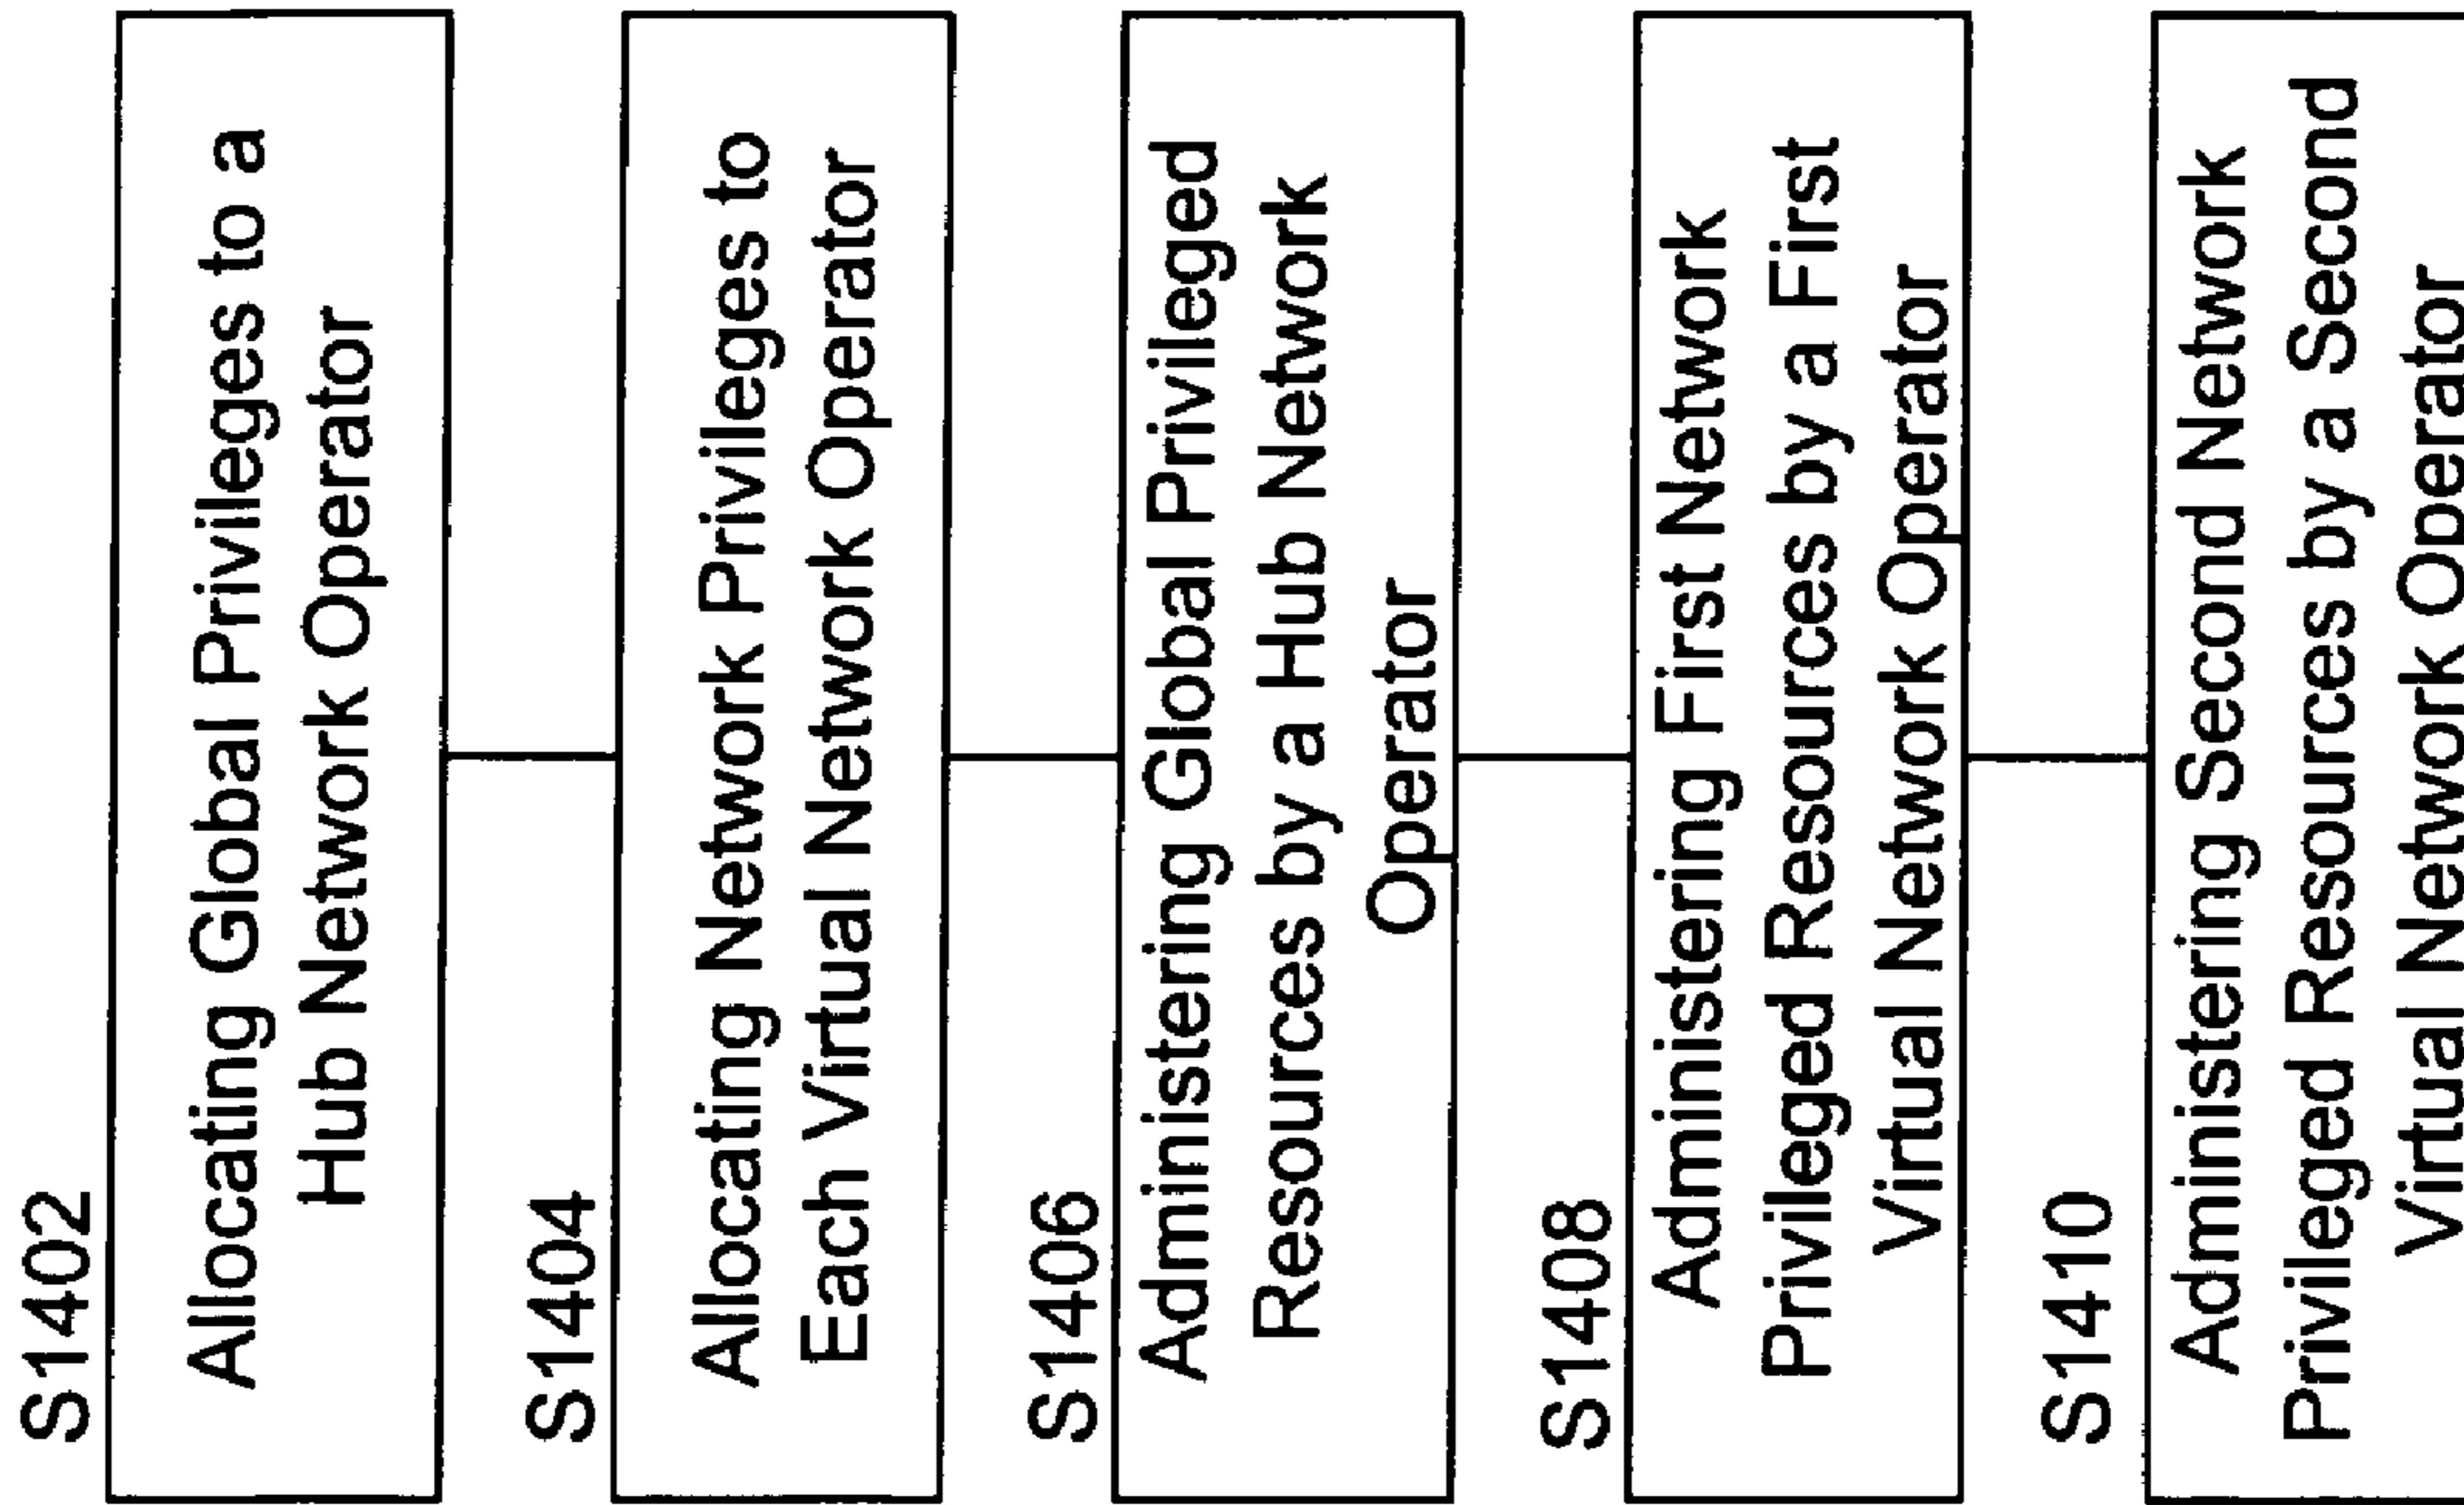 S1402
Allocating Global Privileges to a
Hub Network Operator
S1404
Allocating Network Privileges to
Each Virtual Network Operator
S1406
Administering Global Privileged
Resources by a Hub Network
Operator
S1408
Administering First Network
Privileged Resources by a First
Virtual Network Operator
S1410
Administering Second Network
Privileged Resources by a Second
Virtual Network Operator